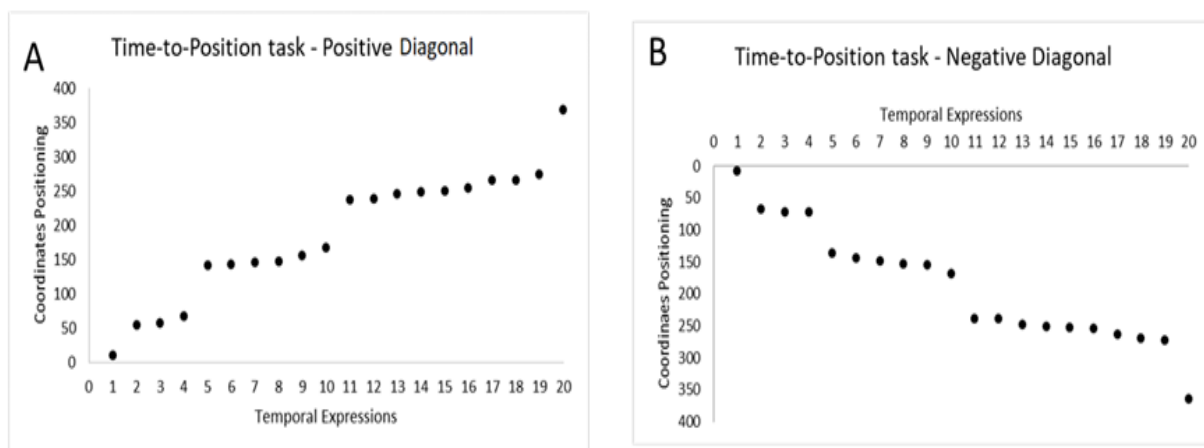 A
Time-to-Position task - Positive Diagonal
400
350
300
250
200
150
100
50
0
Coordinates Positioning
0 1 2 3 4 5 6 7 8 9 10 11 12 13 14 15 16 17 18 19 20
Temporal Expressions
B
Time-to-Position task - Negative Diagonal
Temporal Expressions
0 1 2 3 4 5 6 7 8 9 10 11 12 13 14 15 16 17 18 19 20
0
50
100
150
200
250
300
350
400
Coordinaes Positioning